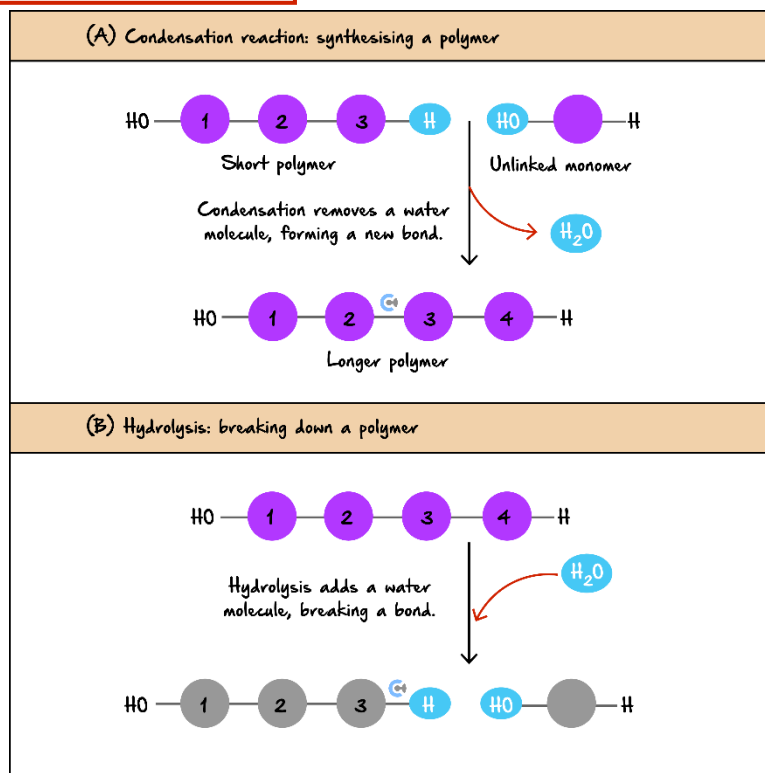 (A) Condensation reaction: synthesising a polymer
HO 1 2 3 H HO H
Short polymer Unlinked monomer
Condensation removes a water
molecule, forming a new bond.
H₂O
HO 1 2 3 4 H
Longer polymer
(B) Hydrolysis: breaking down a polymer
HO 1 2 3 4 H
Hydrolysis adds a water
molecule, breaking a bond.
H₂O
HO 1 2 3 H HO H